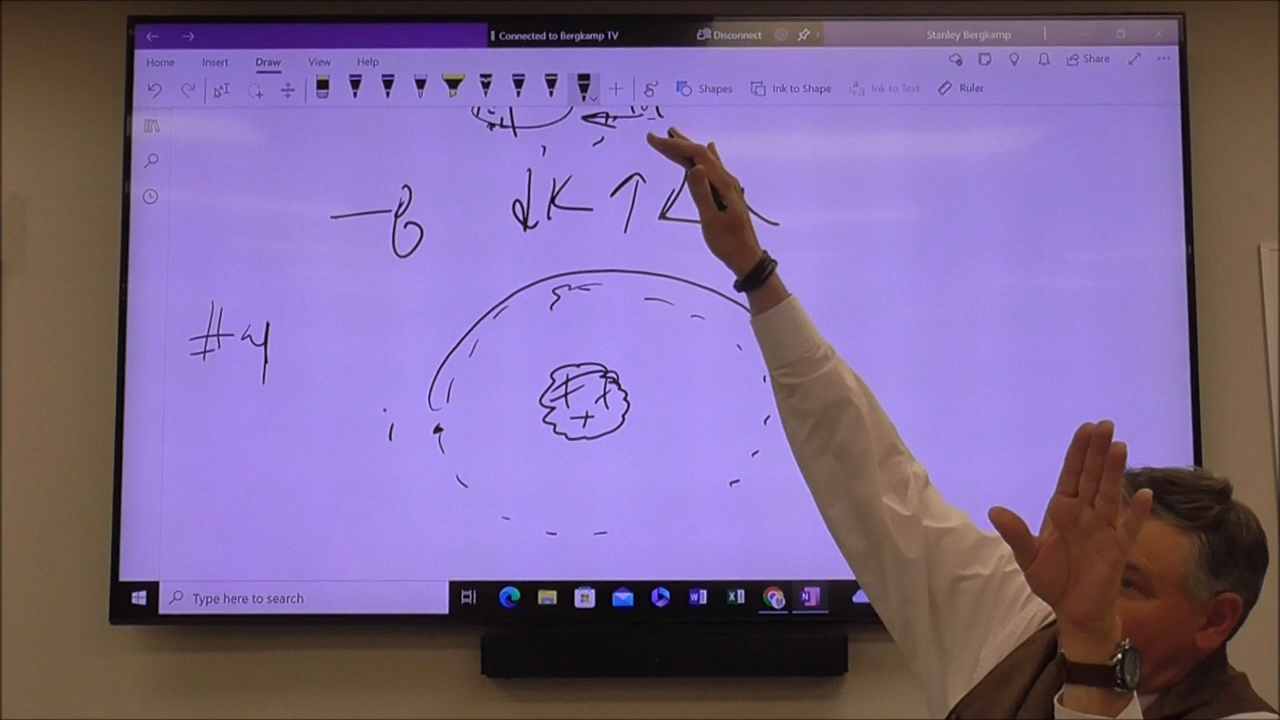 Connected to Bergkamp TV Disconnect Stanley Bergkamp
Home Insert Draw View Help Share
Shapes Ink to Shape Ink to Text Ruler
↓K ↑
#4
i
+ +
+
Type here to search